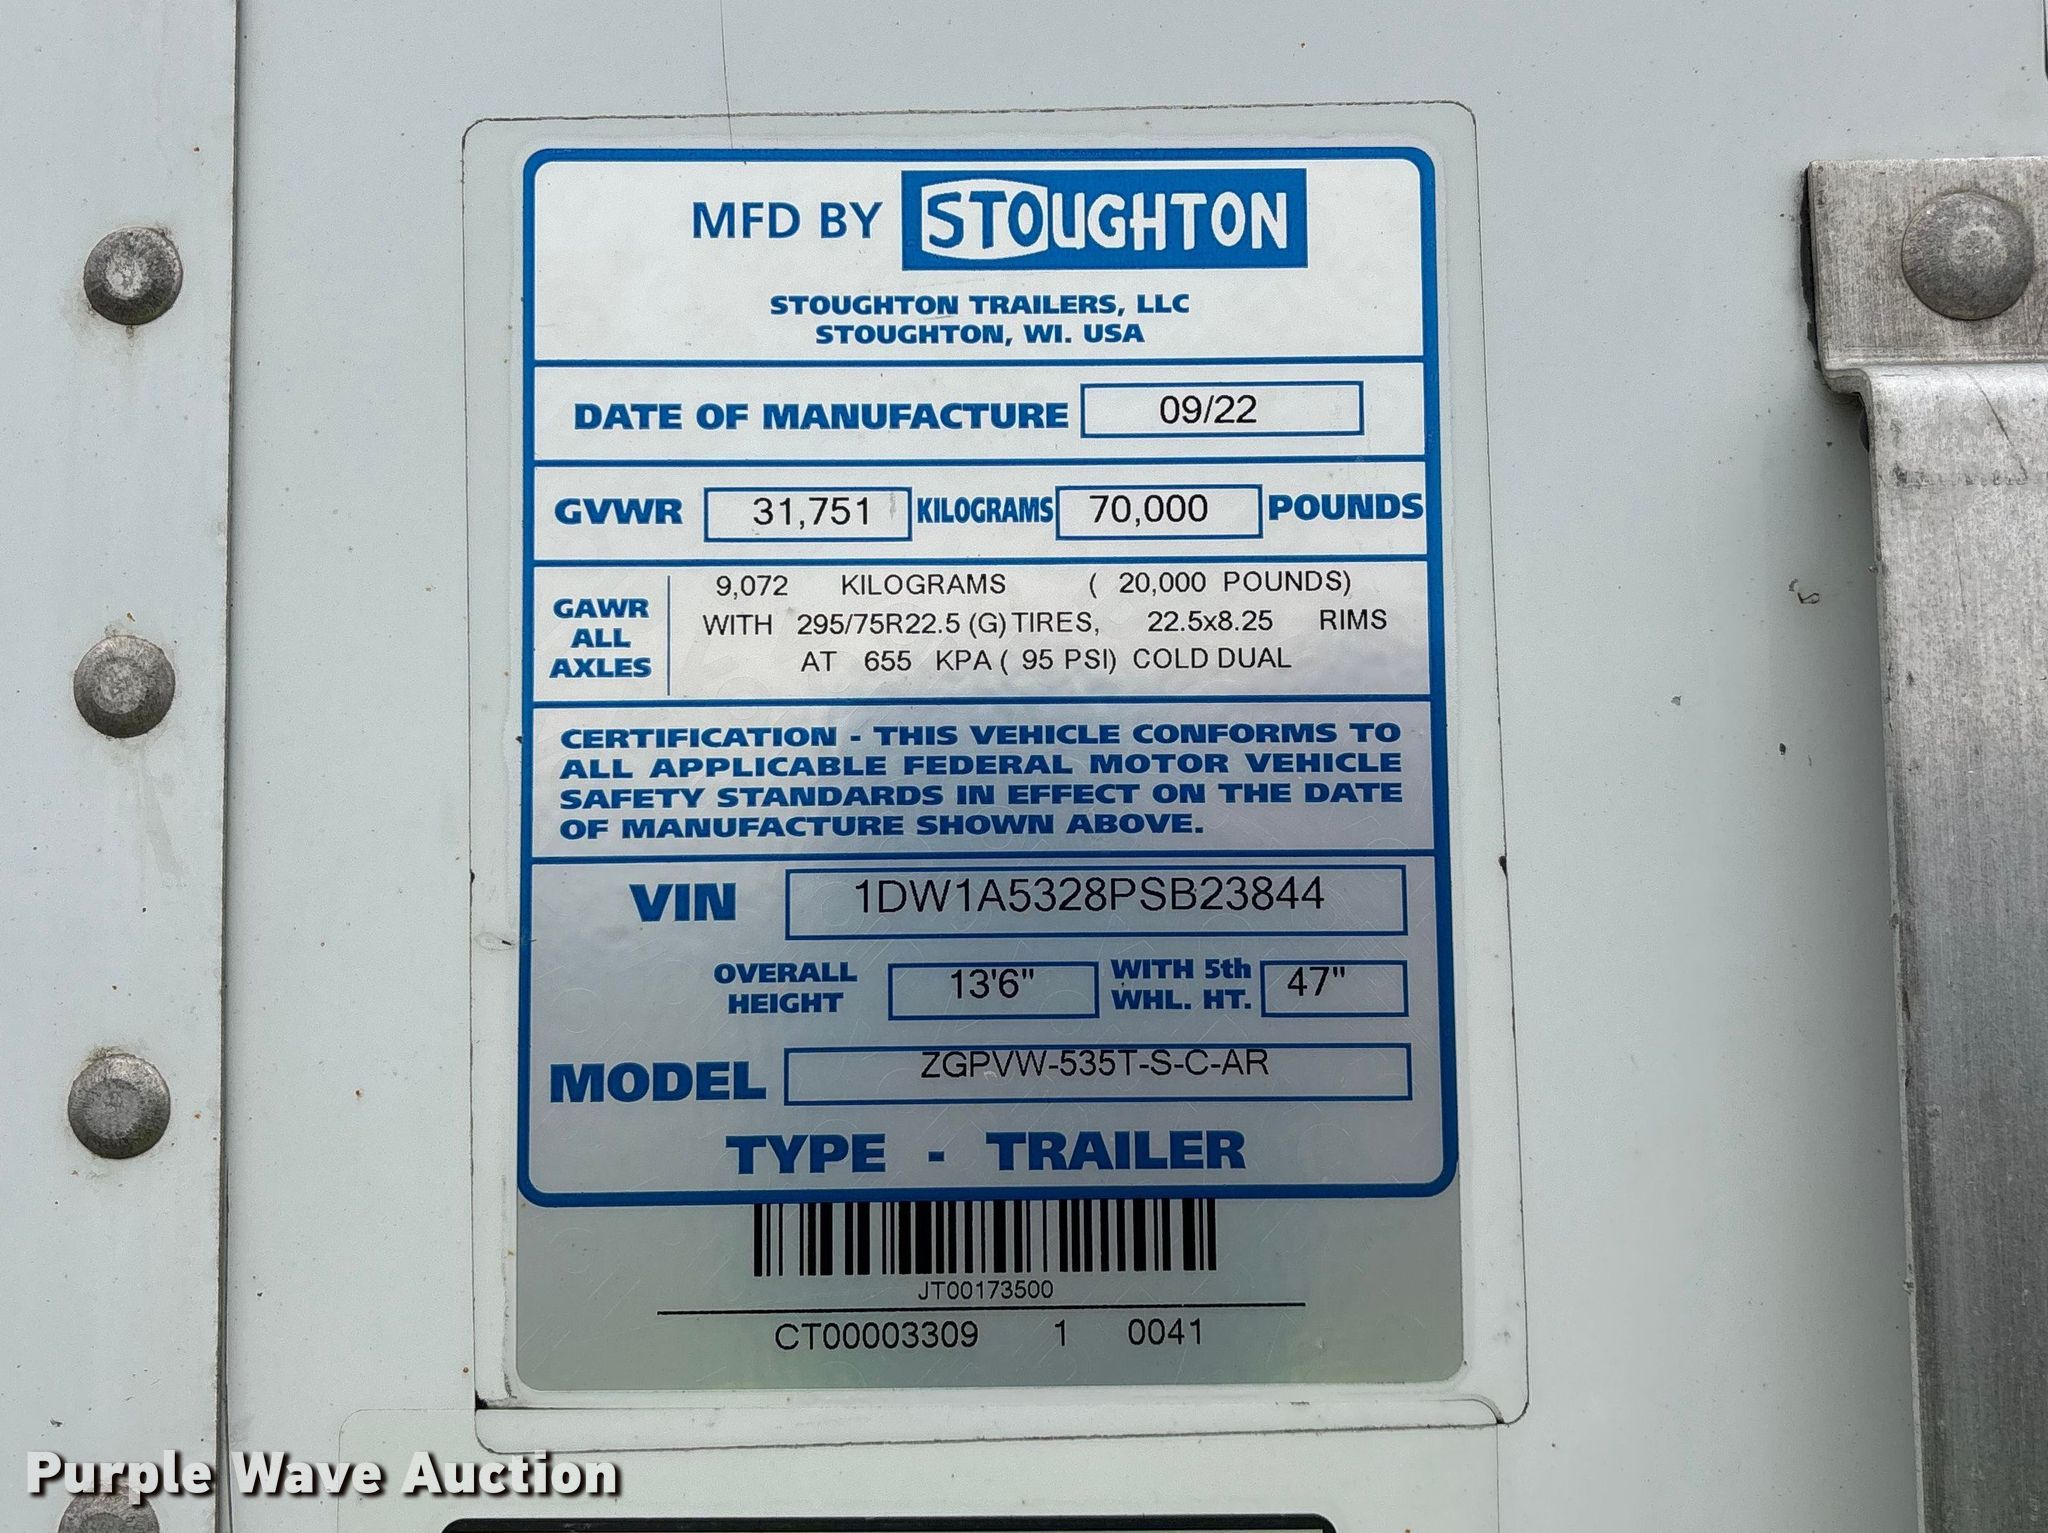 MFD BY STOUGHTON
STOUGHTON TRAILERS, LLC
STOUGHTON, WI. USA
DATE OF MANUFACTURE 09/22
GVWR 31,751 KILOGRAMS 70,000 POUNDS
GAWR ALL AXLES
9,072 KILOGRAMS ( 20,000 POUNDS)
WITH 295/75R22.5 (G) TIRES, 22.5x8.25 RIMS
AT 655 KPA ( 95 PSI) COLD DUAL
CERTIFICATION - THIS VEHICLE CONFORMS TO
ALL APPLICABLE FEDERAL MOTOR VEHICLE
SAFETY STANDARDS IN EFFECT ON THE DATE
OF MANUFACTURE SHOWN ABOVE.
VIN 1DW1A5328PSB23844
OVERALL HEIGHT 13'6" WITH 5th WHL. HT. 47"
MODEL ZGPVW-535T-S-C-AR
TYPE - TRAILER
JT00173500
CT00003309 1 0041
Purple Wave Auction